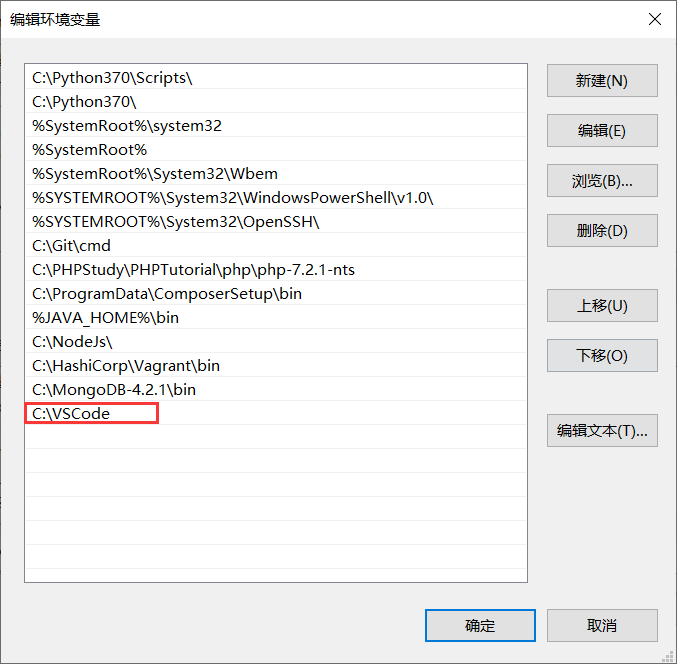 编辑环境变量
C:\Python370\Scripts\
C:\Python370\
%SystemRoot%\system32
%SystemRoot%
%SystemRoot%\System32\Wbem
%SYSTEMROOT%\System32\WindowsPowerShell\v1.0\
%SYSTEMROOT%\System32\OpenSSH\
C:\Git\cmd
C:\PHPStudy\PHPTutorial\php\php-7.2.1-nts
C:\ProgramData\ComposerSetup\bin
%JAVA_HOME%\bin
C:\NodeJs\
C:\HashiCorp\Vagrant\bin
C:\MongoDB-4.2.1\bin
C:\VSCode
新建(N)
编辑(E)
浏览(B)...
删除(D)
上移(U)
下移(O)
编辑文本(T)...
确定
取消